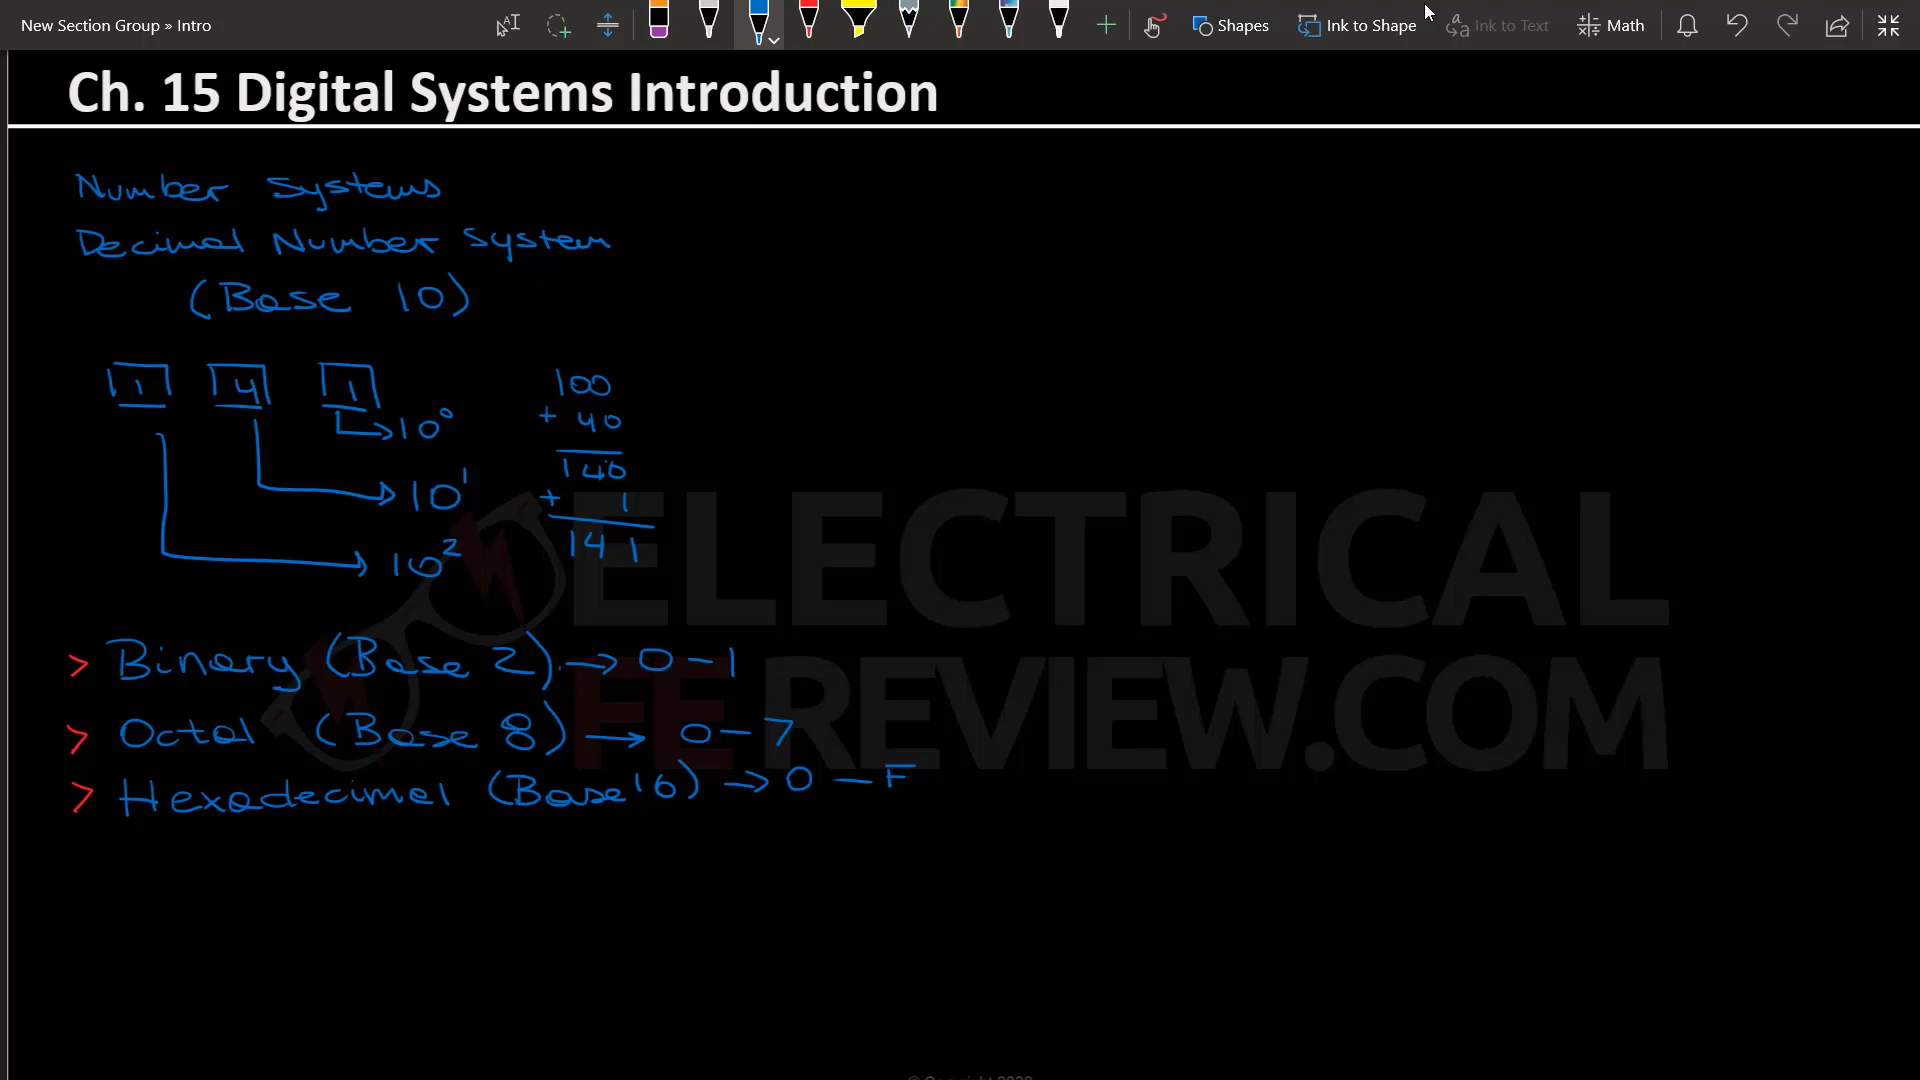 New Section Group » Intro
Shapes Ink to Shape Ink to Text Math
Ch. 15 Digital Systems Introduction
Number Systems
Decimal Number System
(Base 10)
1 4 1
10⁰
10¹
10²
100
+ 40
140
+ 1
141
ELECTRICAL
FE REVIEW.COM
> Binary (Base 2) → 0 - 1
> Octal (Base 8) → 0 - 7
> Hexadecimal (Base 16) → 0 - F